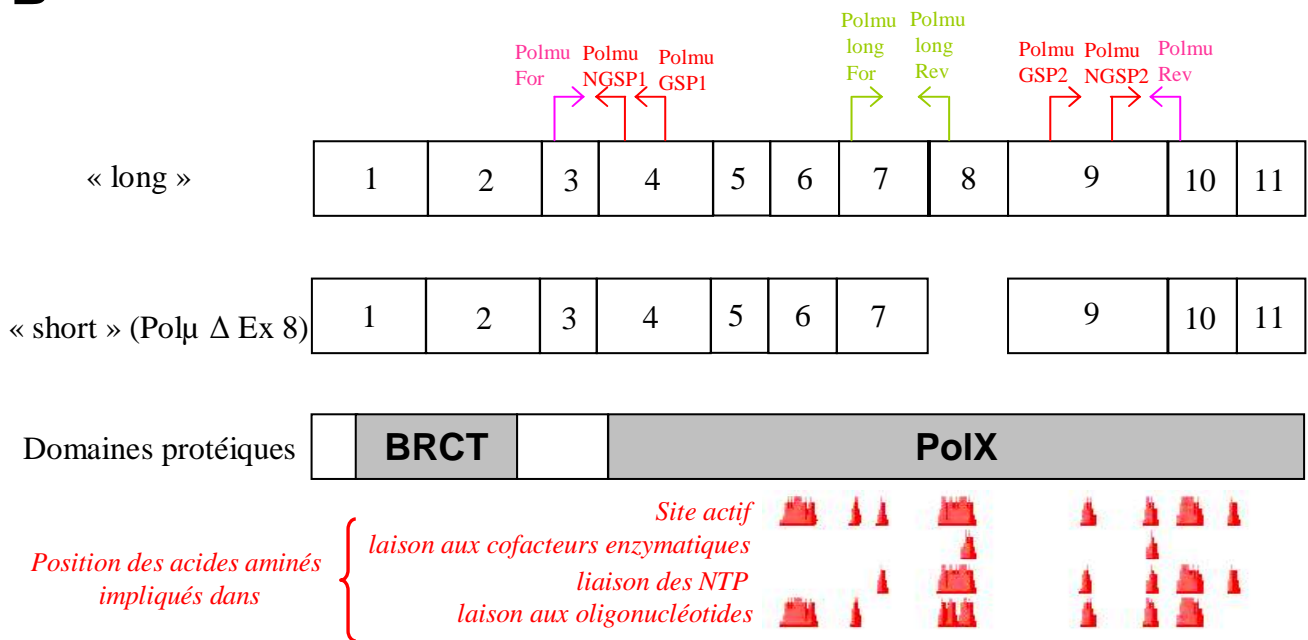 B
Polmu For
Polmu NGSP1
Polmu GSP1
Polmu long For
Polmu long Rev
Polmu GSP2
Polmu NGSP2
Polmu Rev
« long » 1 2 3 4 5 6 7 8 9 10 11
« short » (Polµ Δ Ex 8) 1 2 3 4 5 6 7 9 10 11
Domaines protéiques BRCT PolX
Position des acides aminés impliqués dans
Site actif
laison aux cofacteurs enzymatiques
liaison des NTP
laison aux oligonucléotides